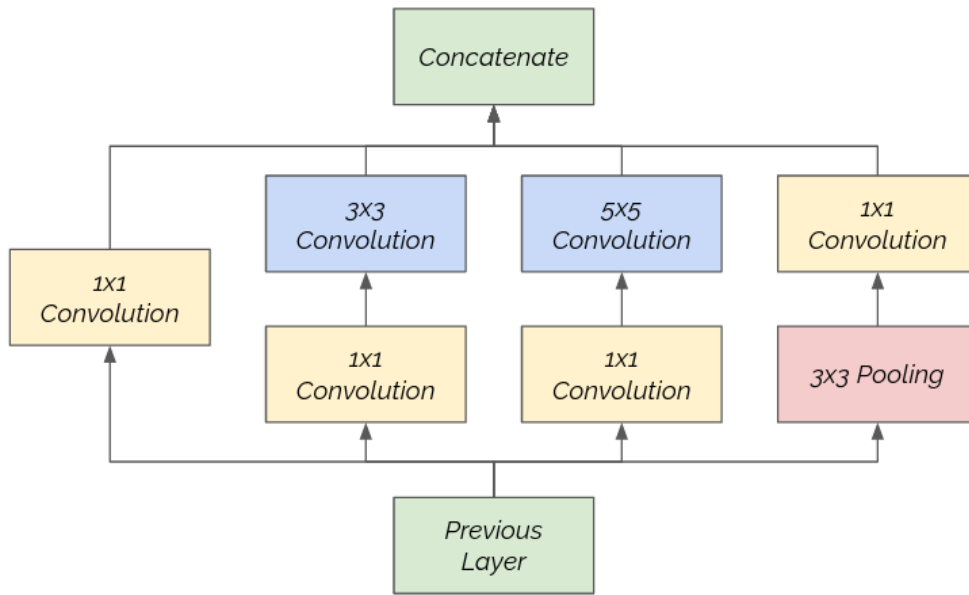 Concatenate
3x3
Convolution
5x5
Convolution
1x1
Convolution
1x1
Convolution
1x1
Convolution
1x1
Convolution
3x3 Pooling
Previous
Layer